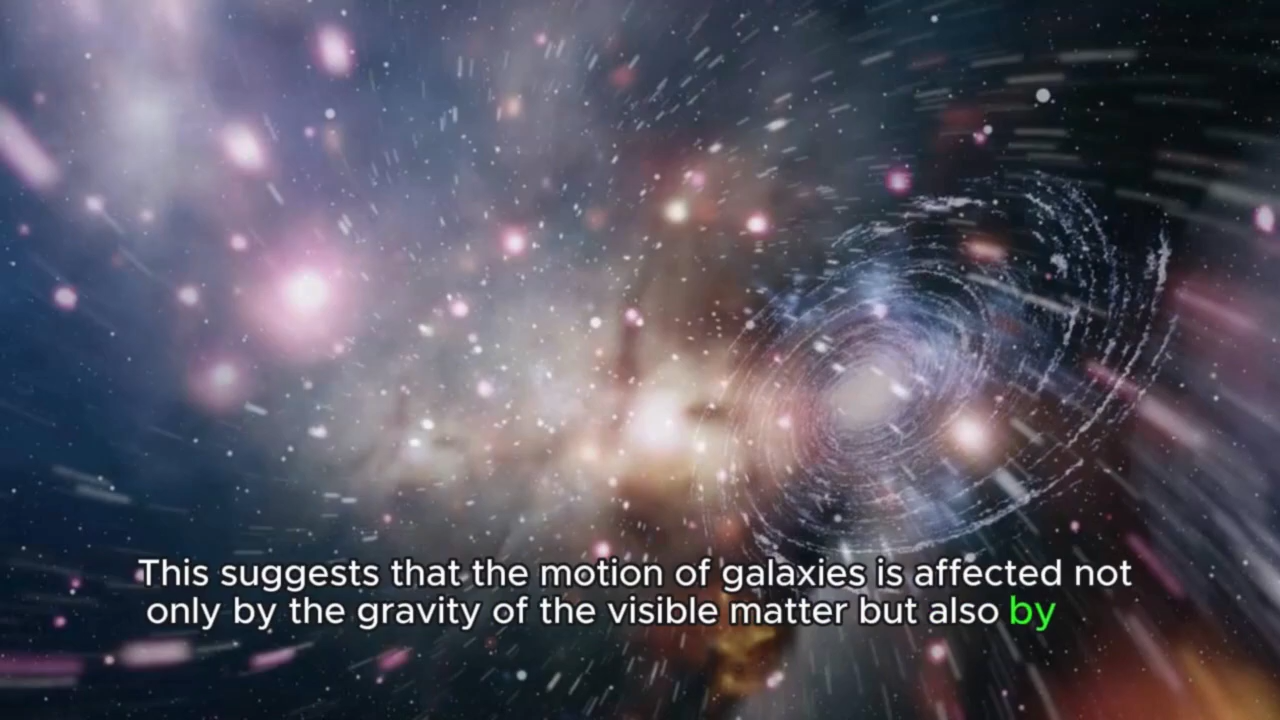 This suggests that the motion of galaxies is affected not
only by the gravity of the visible matter but also by